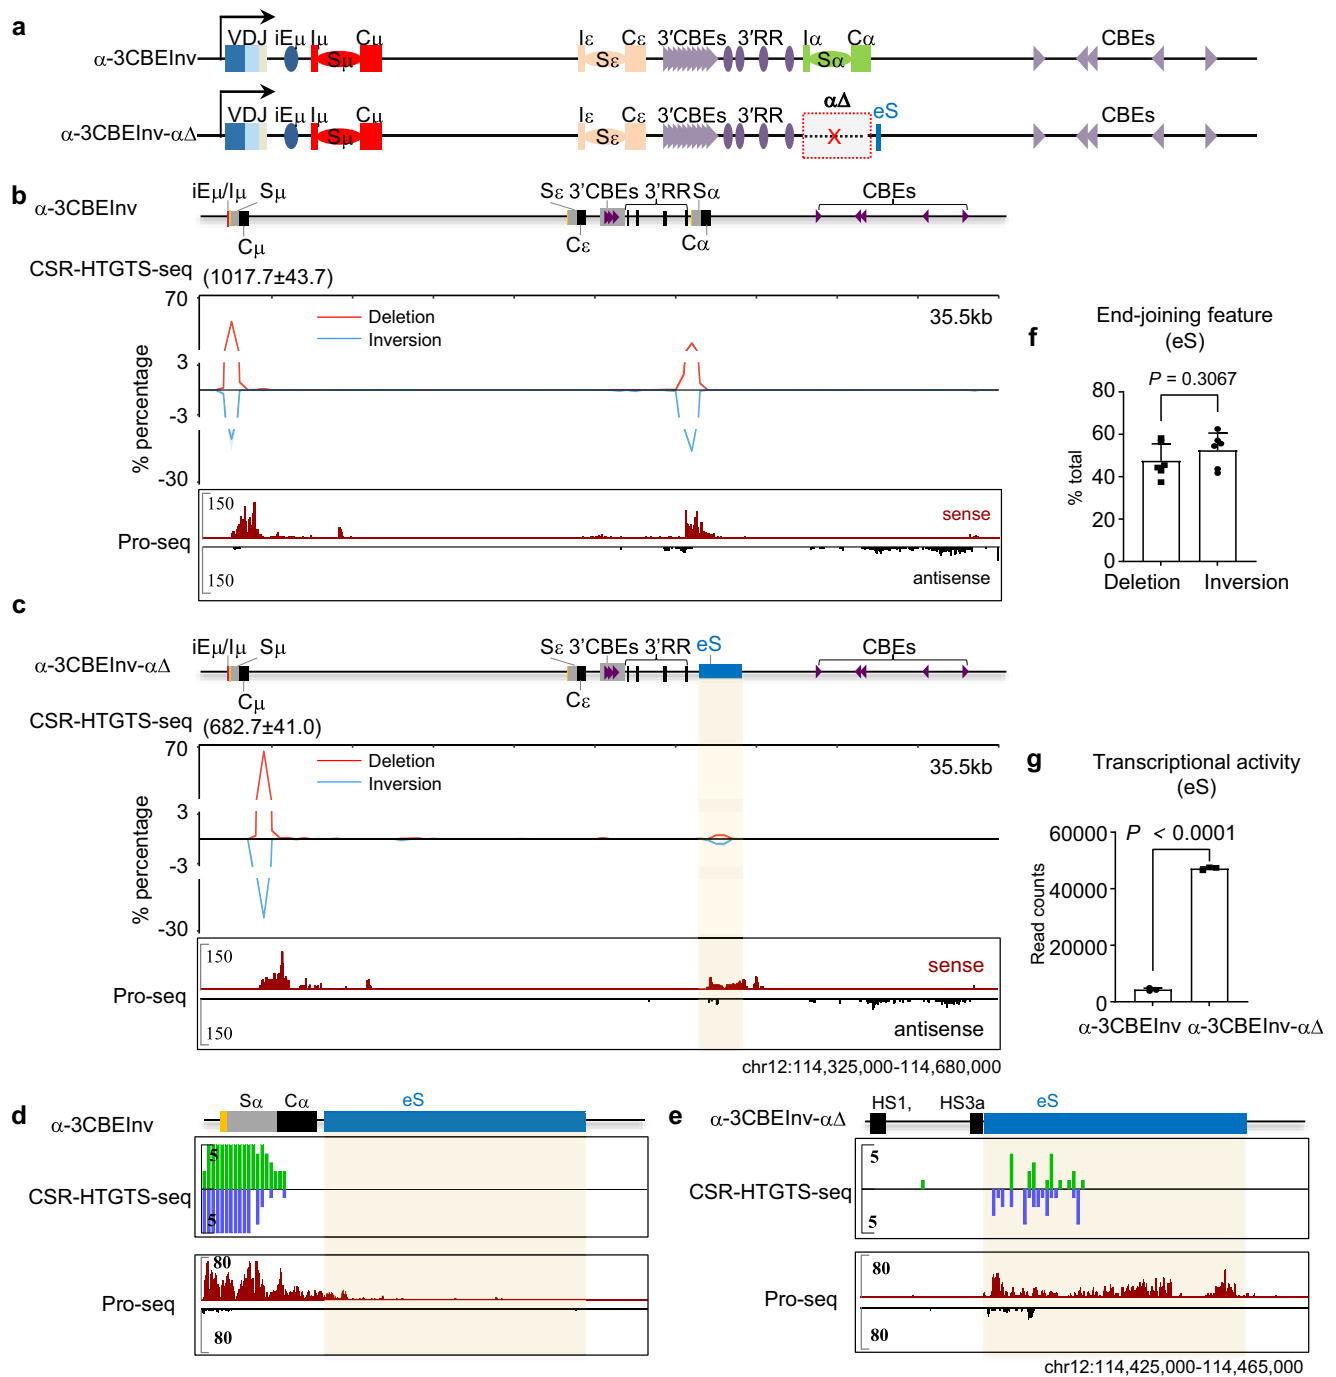 a
VDJ iEμ Iμ Cμ Iε Cε 3′CBEs 3′RR Iα Cα CBEs
α-3CBEInv Sμ Sε Sα
αΔ
VDJ iEμ Iμ Cμ Iε Cε 3′CBEs 3′RR eS CBEs
α-3CBEInv-αΔ Sμ Sε X
b
iEμ/Iμ Sμ Sε 3'CBEs 3'RR Sα CBEs
α-3CBEInv
Cμ Cε Cα
CSR-HTGTS-seq (1017.7±43.7)
70
Deletion
Inversion
35.5kb
3
-3
-30
% percentage
150
sense
Pro-seq
antisense
150
c
iEμ/Iμ Sμ Sε 3'CBEs 3'RR eS CBEs
α-3CBEInv-αΔ
Cμ Cε
CSR-HTGTS-seq (682.7±41.0)
70
Deletion
Inversion
35.5kb
3
-3
-30
% percentage
150
sense
Pro-seq
antisense
150
chr12:114,325,000-114,680,000
d
Sα Cα eS
α-3CBEInv
5
CSR-HTGTS-seq
5
80
Pro-seq
80
e
HS1, HS3a eS
α-3CBEInv-αΔ
5
CSR-HTGTS-seq
5
80
Pro-seq
80
chr12:114,425,000-114,465,000
f
End-joining feature
(eS)
P = 0.3067
80
60
40
20
0
% total
Deletion Inversion
g
Transcriptional activity
(eS)
P < 0.0001
60000
40000
20000
0
Read counts
α-3CBEInv α-3CBEInv-αΔ